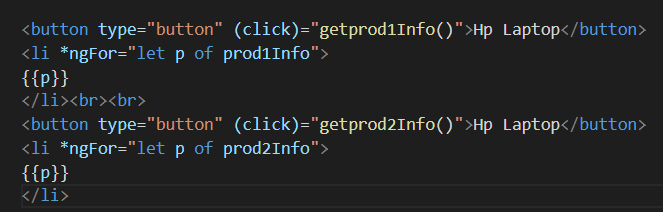 <button type="button" (click)="getprod1Info()">Hp Laptop</button>
<li *ngFor="let p of prod1Info">
{{p}}
</li><br><br>
<button type="button" (click)="getprod2Info()">Hp Laptop</button>
<li *ngFor="let p of prod2Info">
{{p}}
</li>